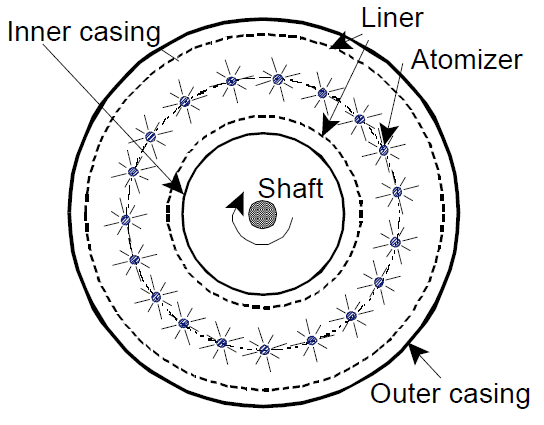 Liner
Inner casing
Atomizer
Shaft
Outer casing